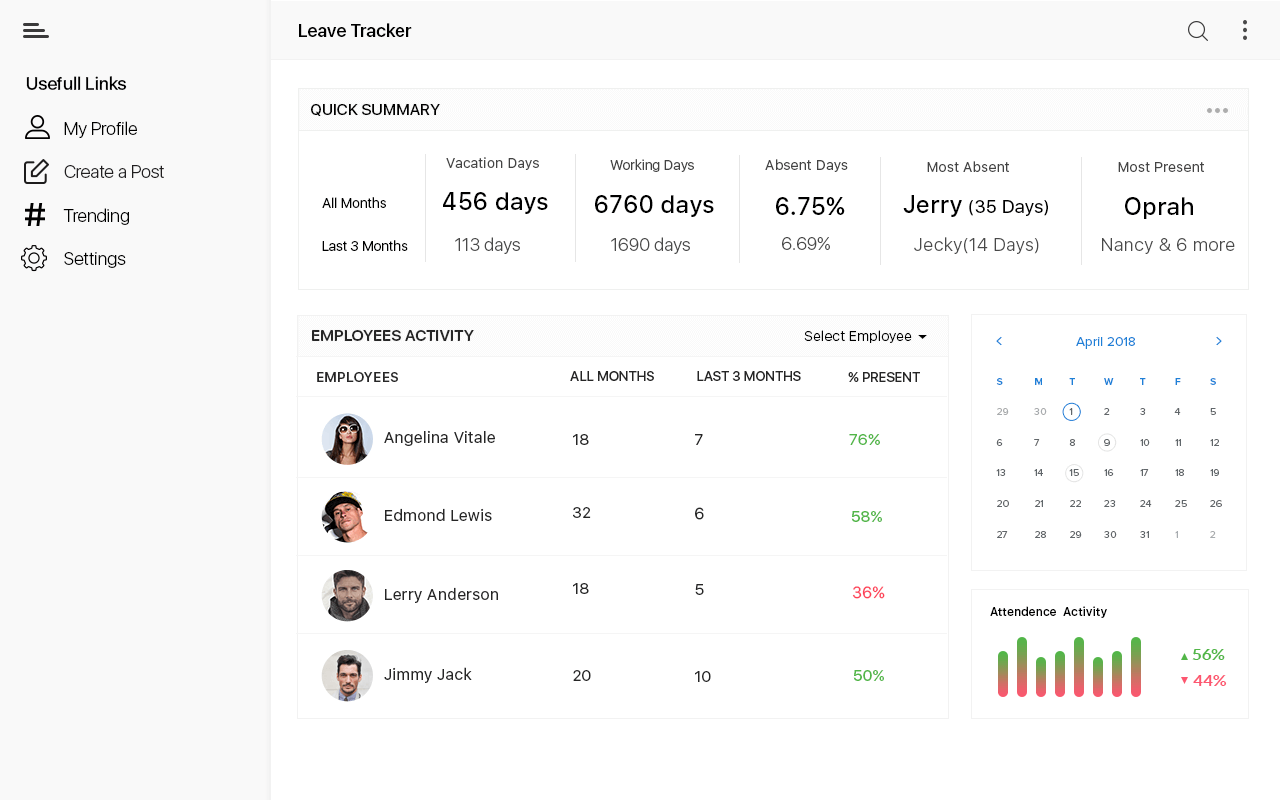 Leave Tracker
Usefull Links
My Profile
Create a Post
Trending
Settings
QUICK SUMMARY
Vacation Days Working Days Absent Days Most Absent Most Present
All Months 456 days 6760 days 6.75% Jerry (35 Days) Oprah
Last 3 Months 113 days 1690 days 6.69% Jecky(14 Days) Nancy & 6 more
EMPLOYEES ACTIVITY Select Employee
EMPLOYEES ALL MONTHS LAST 3 MONTHS % PRESENT
Angelina Vitale 18 7 76%
Edmond Lewis 32 6 58%
Lerry Anderson 18 5 36%
Jimmy Jack 20 10 50%
April 2018
S M T W T F S
29 30 1 2 3 4 5
6 7 8 9 10 11 12
13 14 15 16 17 18 19
20 21 22 23 24 25 26
27 28 29 30 31 1 2
Attendence Activity
56%
44%